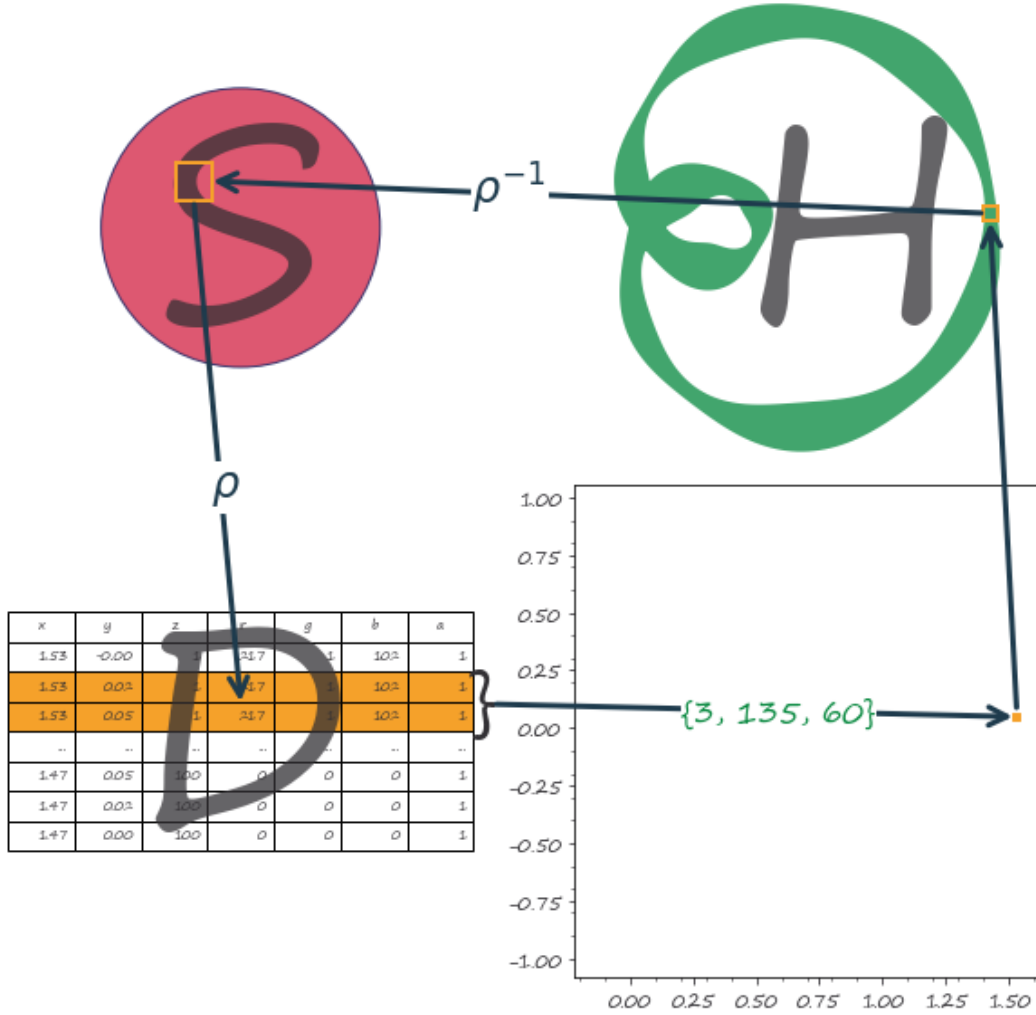 S
H
ρ⁻¹
ρ
x y z r g b a
1.53 -0.00 1 217 1 102 1
1.53 0.02 1 217 1 102 1
1.53 0.05 1 217 1 102 1
... ... ... ... ... ... ...
1.47 0.05 100 0 0 0 1
1.47 0.02 100 0 0 0 1
1.47 0.00 100 0 0 0 1
D
{3, 135, 60}
1.00
0.75
0.50
0.25
0.00
-0.25
-0.50
-0.75
-1.00
0.00 0.25 0.50 0.75 1.00 1.25 1.50